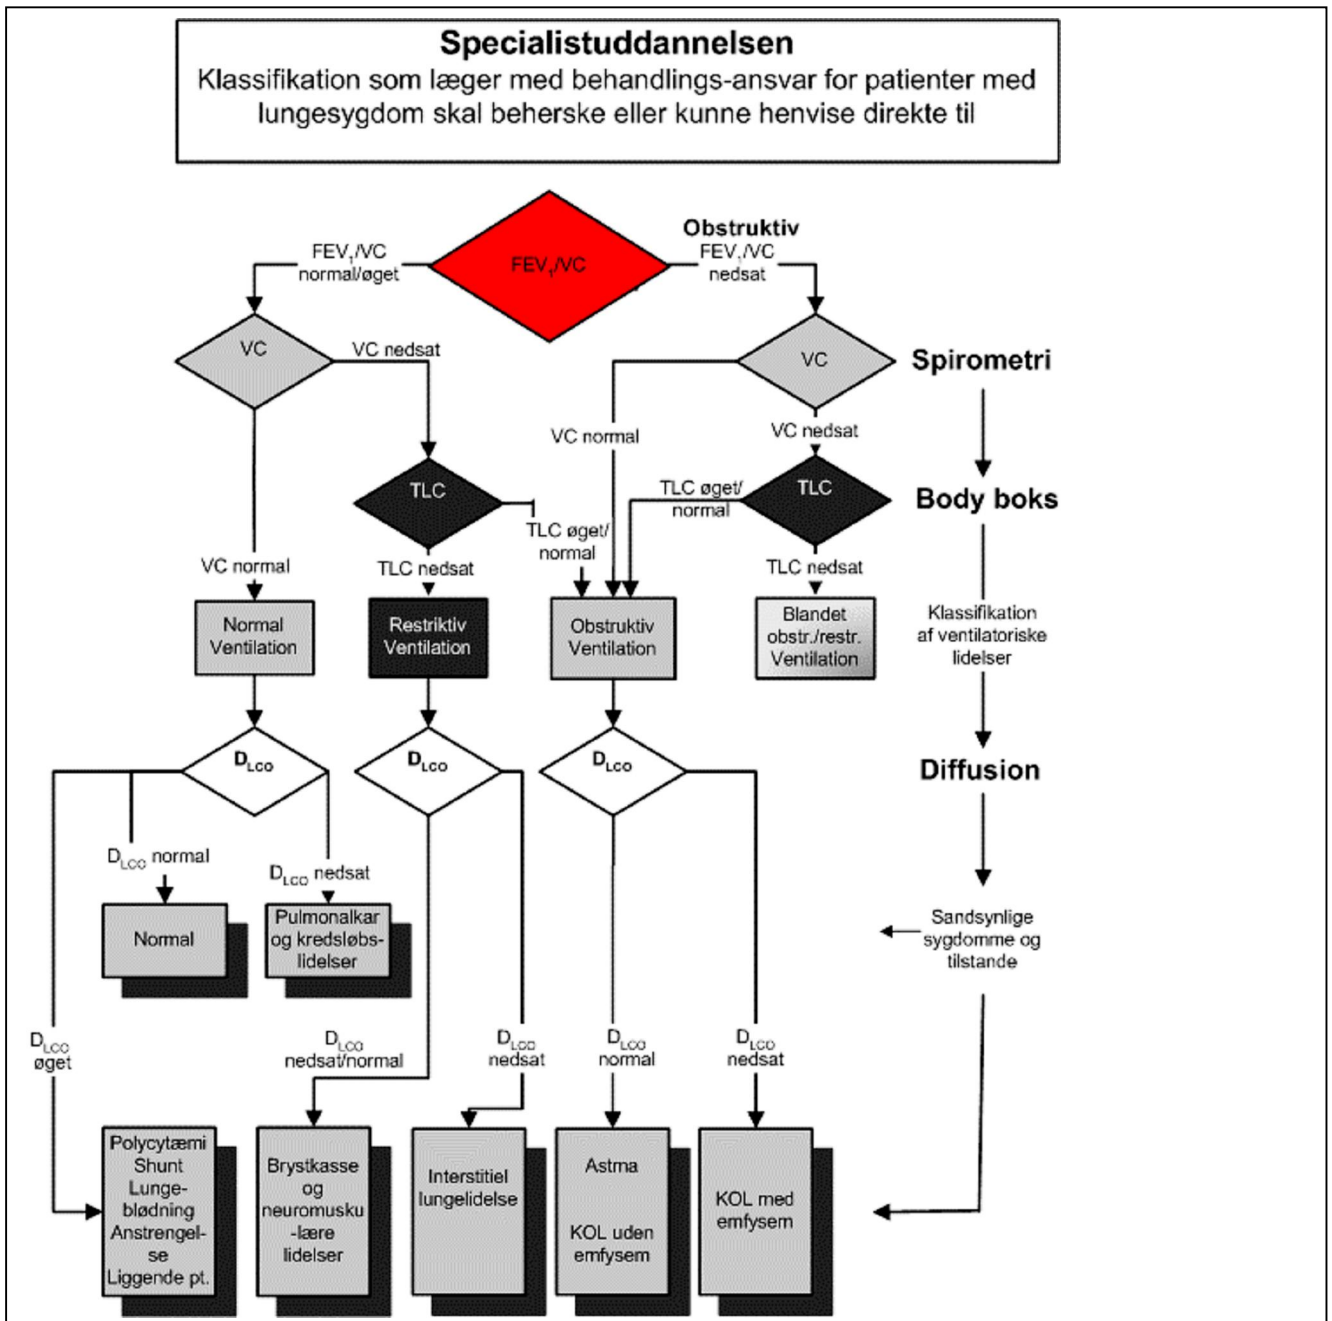 Specialistuddannelsen
Klassifikation som læger med behandlings-ansvar for patienter med
lungesygdom skal beherske eller kunne henvise direkte til
FEV1/VC
normal/øget
FEV1/VC
Obstruktiv
FEV1/VC
nedsat
VC
VC nedsat
VC
Spirometri
VC normal
VC nedsat
TLC
TLC øget/
normal
TLC øget/
normal
TLC
Body boks
VC normal
TLC nedsat
TLC nedsat
Normal
Ventilation
Restriktiv
Ventilation
Obstruktiv
Ventilation
Blandet
obstr./restr.
Ventilation
Klassifikation
af ventilatoriske
lidelser
DLCO
DLCO
DLCO
Diffusion
DLCO normal
DLCO nedsat
Normal
Pulmonalkar
og kredsløbs-
lidelser
Sandsynlige
sygdomme og
tilstande
DLCO
øget
DLCO
nedsat/normal
DLCO
nedsat
DLCO
normal
DLCO
nedsat
Polycytæmi
Shunt
Lunge-
blødning
Anstrengel-
se
Liggende pt.
Brystkasse
og
neuromusku
-lære
lidelser
Interstitiel
lungelidelse
Astma
KOL uden
emfysem
KOL med
emfysem